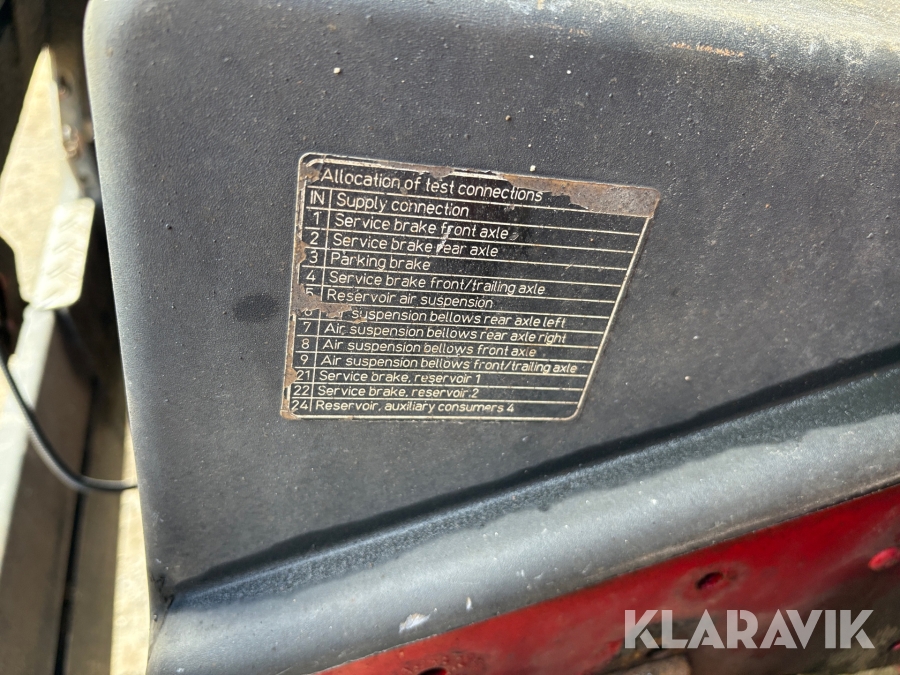 Allocation of test connections
IN Supply connection
1 Service brake front axle
2 Service brake rear axle
3 Parking brake
4 Service brake front/trailing axle
5 Reservoir air suspension
6 suspension bellows rear axle left
7 Air suspension bellows rear axle right
8 Air suspension bellows front axle
9 Air suspension bellows front/trailing axle
21 Service brake, reservoir 1
22 Service brake, reservoir 2
24 Reservoir, auxiliary consumers 4
KLARAVIK